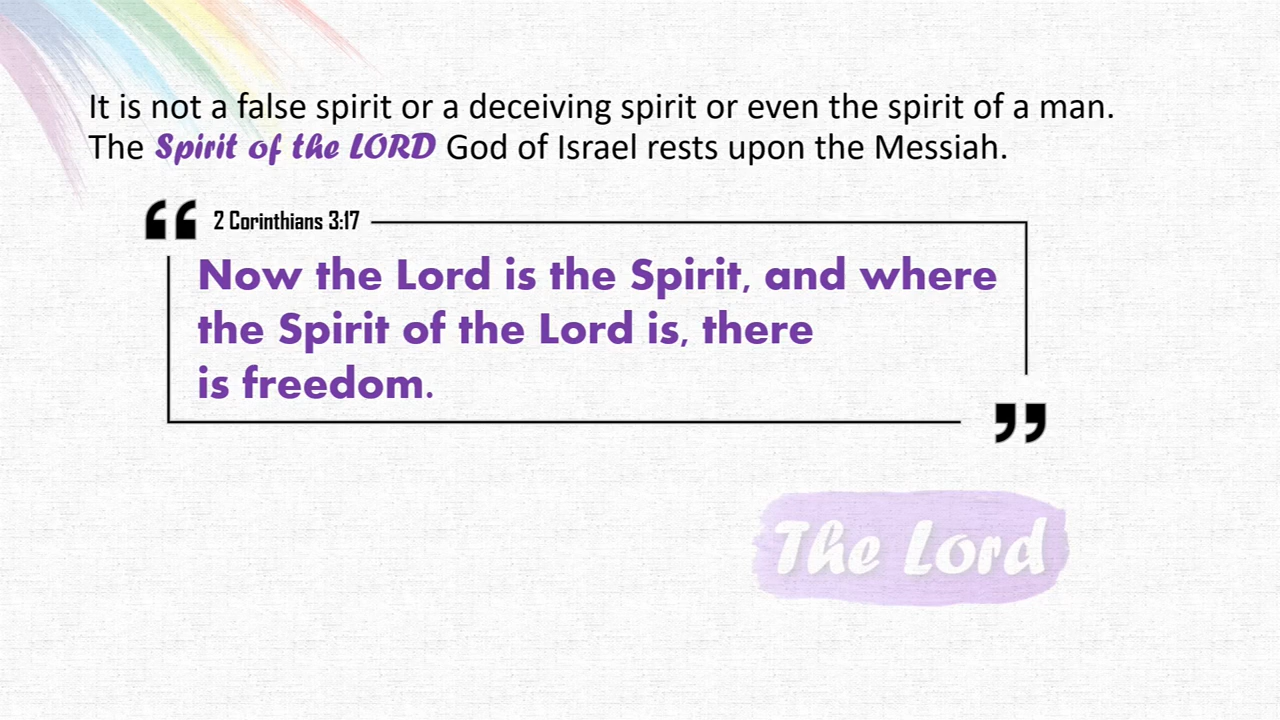 It is not a false spirit or a deceiving spirit or even the spirit of a man.
The Spirit of the LORD God of Israel rests upon the Messiah.
“ 2 Corinthians 3:17
Now the Lord is the Spirit, and where
the Spirit of the Lord is, there
is freedom.
”
The Lord